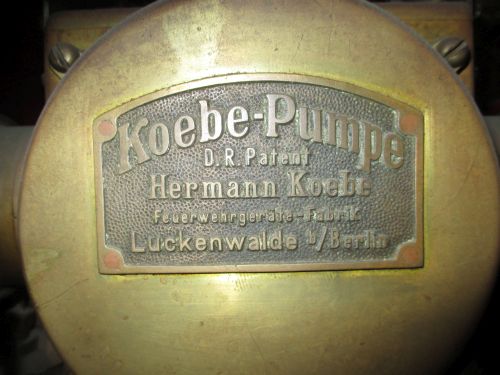 Koebe-Pumpe
D.R. Patent
Hermann Koebe
Feuerwehrgeräte-Fabrik
Luckenwalde b/Berlin